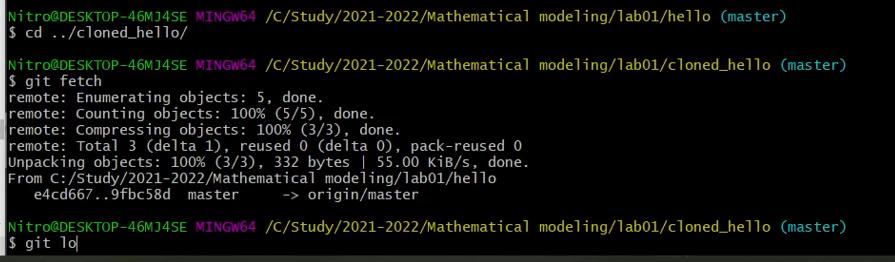 Nitro@DESKTOP-46MJ4SE MINGW64 /C/Study/2021-2022/Mathematical modeling/lab01/hello (master)
$ cd ../cloned_hello/
Nitro@DESKTOP-46MJ4SE MINGW64 /C/Study/2021-2022/Mathematical modeling/lab01/cloned_hello (master)
$ git fetch
remote: Enumerating objects: 5, done.
remote: Counting objects: 100% (5/5), done.
remote: Compressing objects: 100% (3/3), done.
remote: Total 3 (delta 1), reused 0 (delta 0), pack-reused 0
Unpacking objects: 100% (3/3), 332 bytes | 55.00 KiB/s, done.
From C:/Study/2021-2022/Mathematical modeling/lab01/hello
   e4cd667..9fbc58d  master     -> origin/master
Nitro@DESKTOP-46MJ4SE MINGW64 /C/Study/2021-2022/Mathematical modeling/lab01/cloned_hello (master)
$ git lo